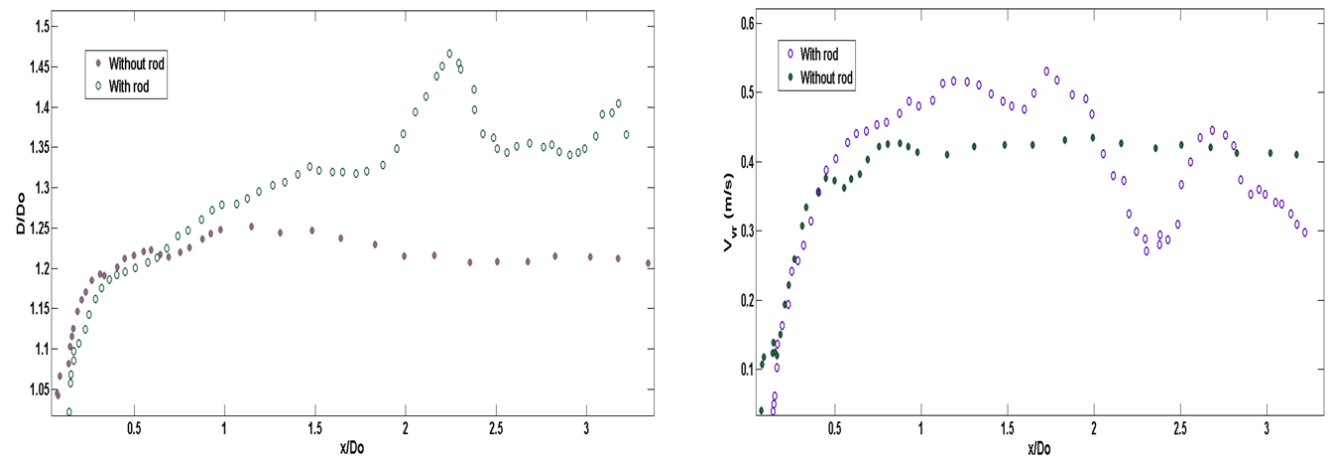 1.5
1.45
1.4
1.35
1.3
1.25
1.2
1.15
1.1
1.05
D/Do
Without rod
With rod
0.5 1 1.5 2 2.5 3
x/Do
0.6
0.5
0.4
0.3
0.2
0.1
Vvr (m/s)
With rod
Without rod
0.5 1 1.5 2 2.5 3
x/Do